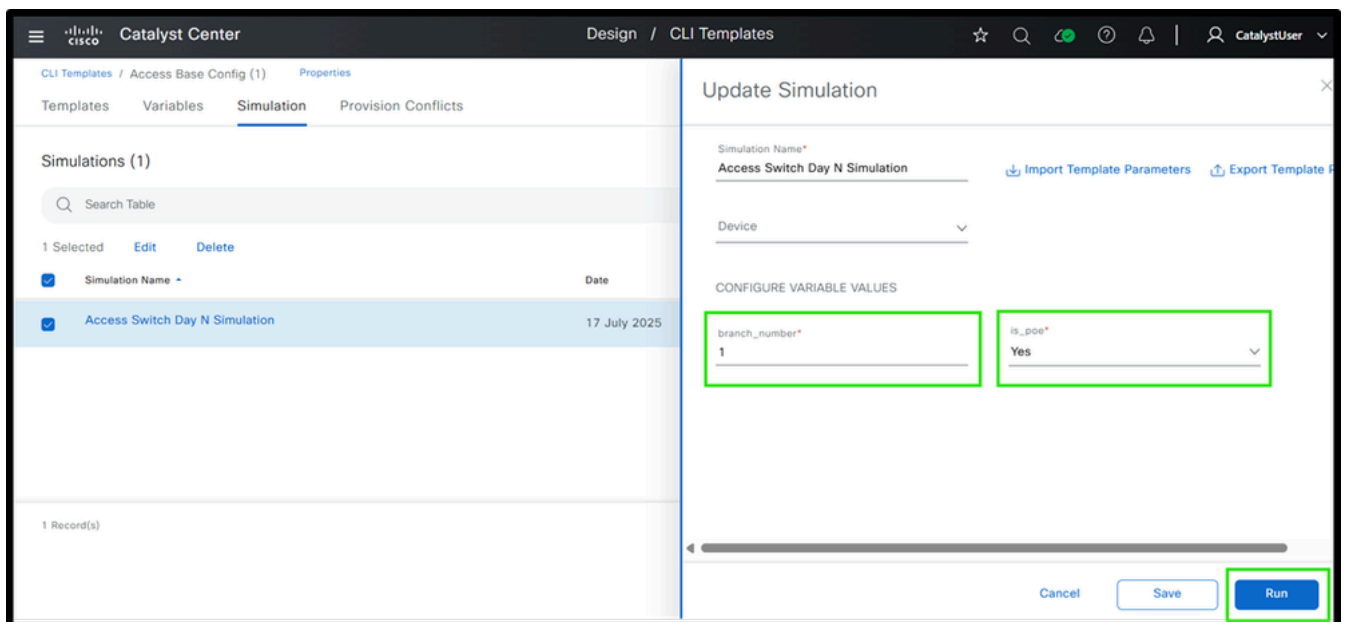 CISCO Catalyst Center
Design / CLI Templates
CatalystUser
CLI Templates / Access Base Config (1) Properties
Templates Variables Simulation Provision Conflicts
Simulations (1)
Search Table
1 Selected Edit Delete
Simulation Name Date
Access Switch Day N Simulation 17 July 2025
1 Record(s)
Update Simulation
Simulation Name*
Access Switch Day N Simulation
Import Template Parameters Export Template P
Device
CONFIGURE VARIABLE VALUES
branch_number*
1
is_poe*
Yes
Cancel Save Run